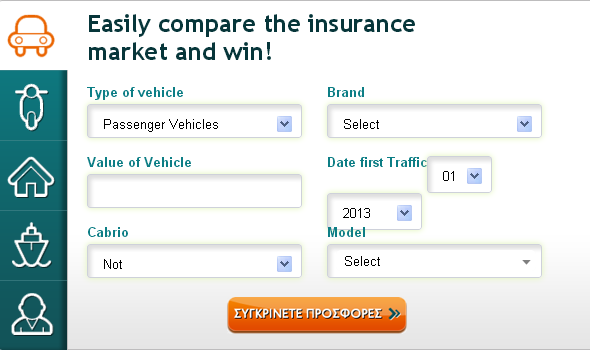 Easily compare the insurance
market and win!
Type of vehicle
Passenger Vehicles
Brand
Select
Value of Vehicle
Date first Traffic
01
2013
Cabrio
Not
Model
Select
ΣΥΓΚΡΙΝΕΤΕ ΠΡΟΣΦΟΡΕΣ